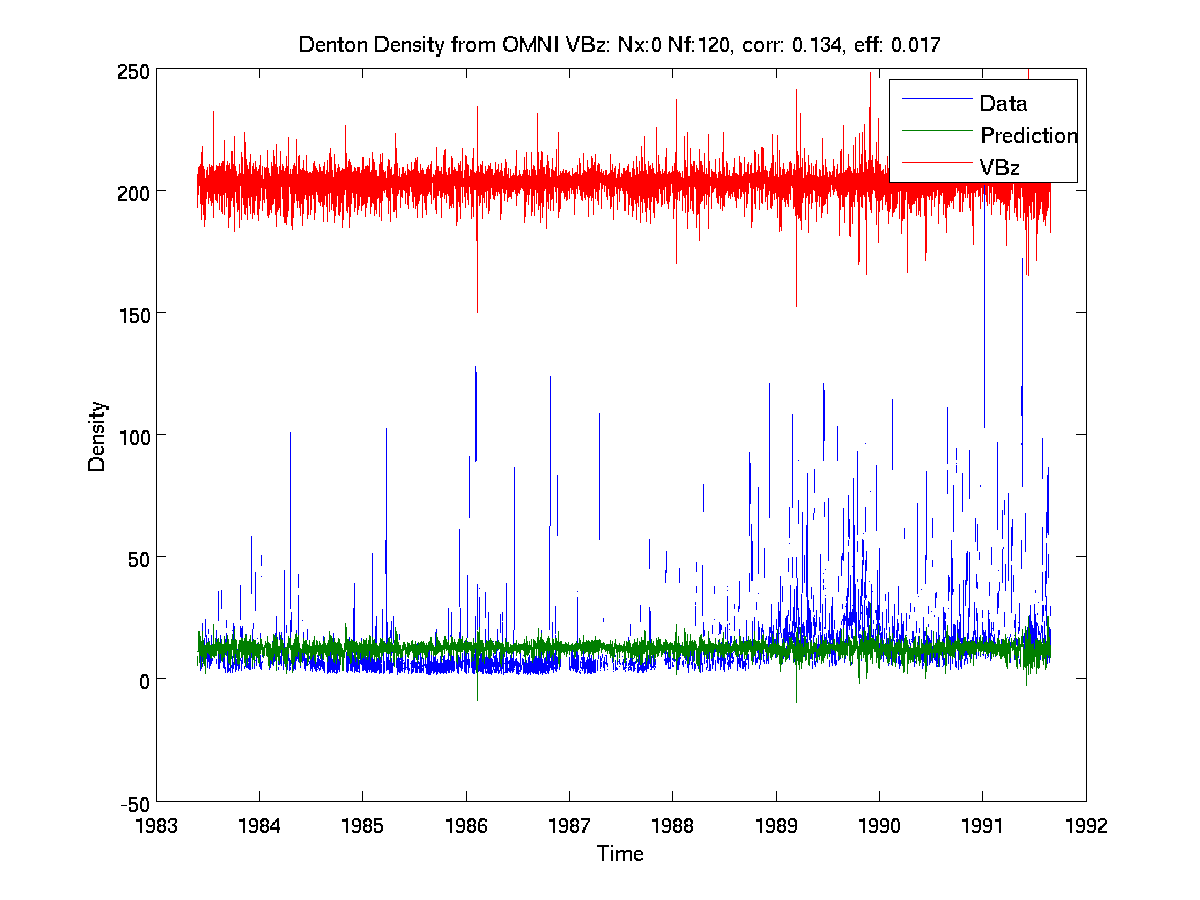 Denton Density from OMNI VBz: Nx:0 Nf:120, corr: 0.134, eff: 0.017
250
200
150
100
50
0
-50
Density
Data
Prediction
VBz
1983 1984 1985 1986 1987 1988 1989 1990 1991 1992
Time